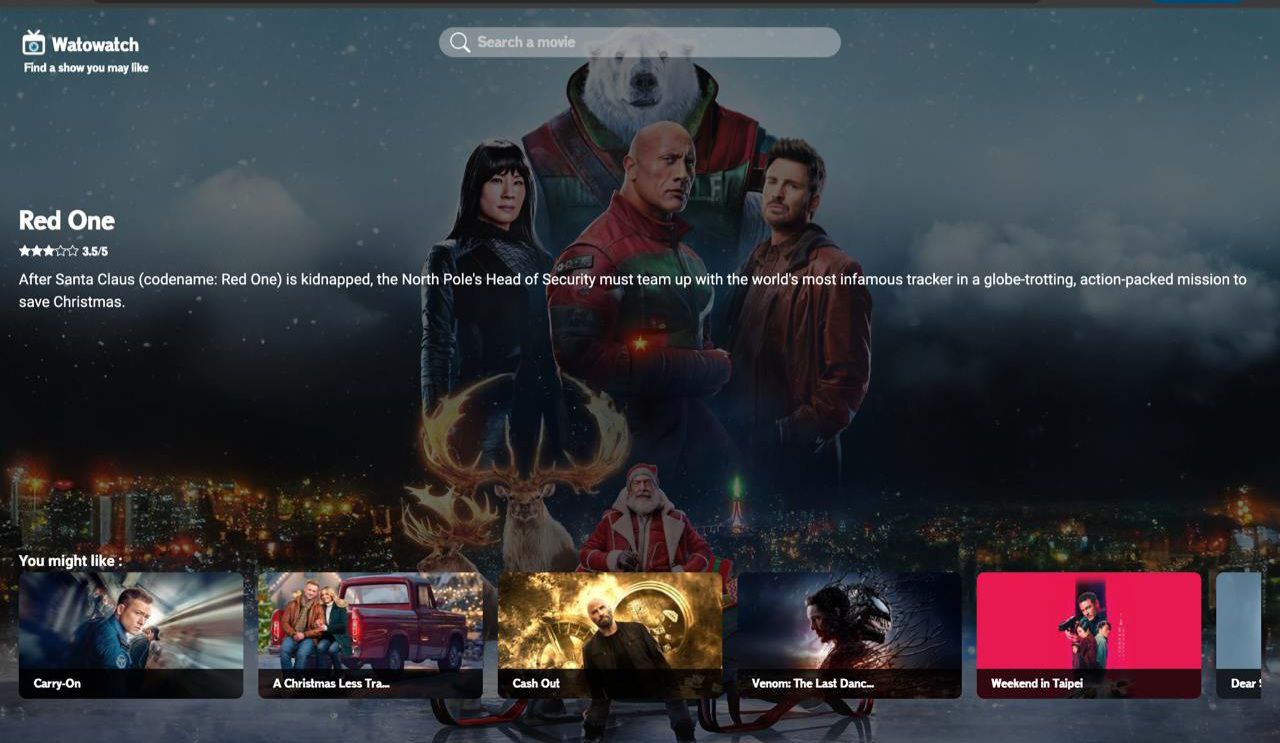 Watowatch
Find a show you may like
Search a movie
Red One
3.5/5
After Santa Claus (codename: Red One) is kidnapped, the North Pole's Head of Security must team up with the world's most infamous tracker in a globe-trotting, action-packed mission to
save Christmas.
You might like :
Carry-On
A Christmas Less Tra...
Cash Out
Venom: The Last Danc...
Weekend in Taipei
Dear